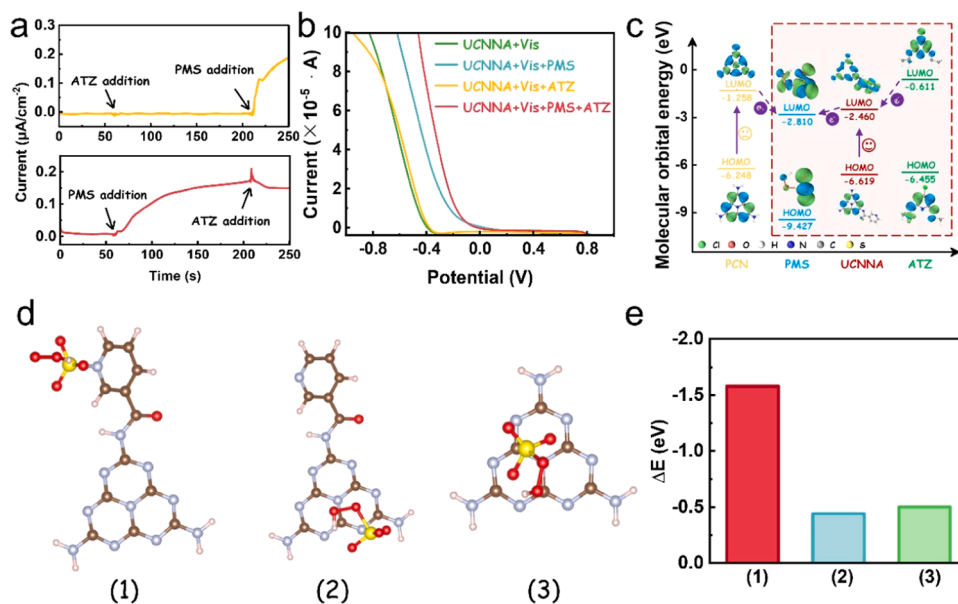 a
Current (μA/cm⁻²)
0.3
0.2
0.1
0.0
ATZ addition
PMS addition
0 50 100 150 200 250
0.2
0.1
0.0
PMS addition
ATZ addition
0 50 100 150 200 250
Time (s)
b
Current (×10⁻⁵ · A)
10
8
6
4
2
0
UCNNA+Vis
UCNNA+Vis+PMS
UCNNA+Vis+ATZ
UCNNA+Vis+PMS+ATZ
-0.8 -0.4 0.0 0.4 0.8
Potential (V)
c
Molecular orbital energy (eV)
0
-3
-6
-9
LUMO
-1.258
HOMO
-6.248
LUMO
-2.810
HOMO
-9.427
LUMO
-2.460
HOMO
-6.619
LUMO
-0.611
HOMO
-6.455
Cl O H N C S
PCN PMS UCNNA ATZ
d
(1)
(2)
(3)
e
ΔE (eV)
-2.0
-1.5
-1.0
-0.5
0.0
(1) (2) (3)